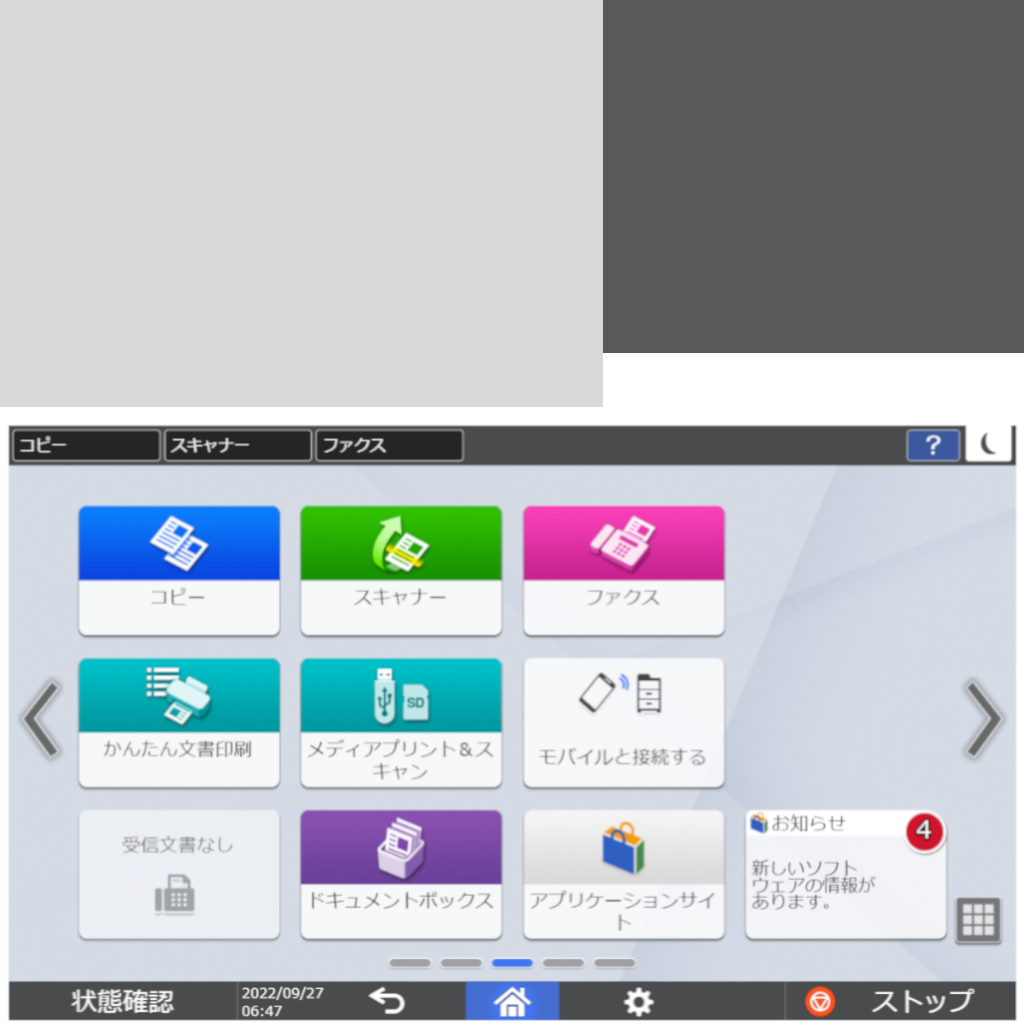 コピー スキャナー ファクス ?
コピー スキャナー ファクス
SD
かんたん文書印刷 メディアプリント&ス
キャン モバイルと接続する
受信文書なし
ドキュメントボックス アプリケーションサイ
ト
お知らせ 4
新しいソフト
ウェアの情報が
あります。
状態確認 2022/09/27
06:47
ストップ